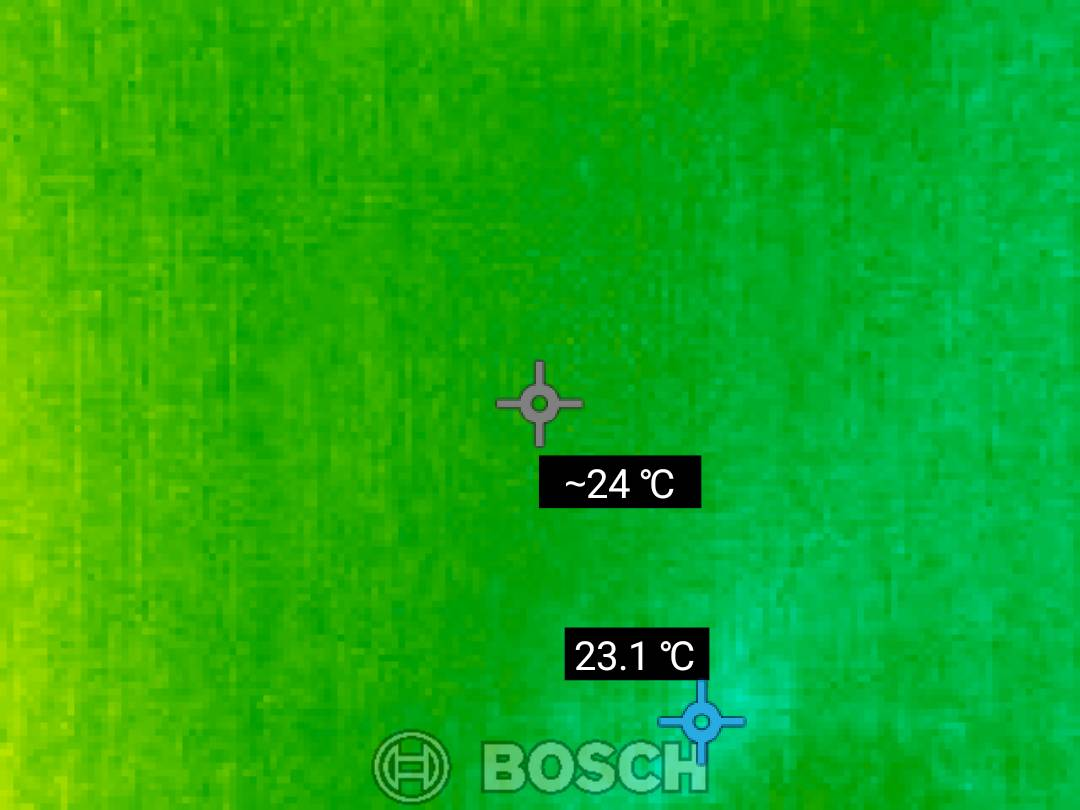 ~24 ℃
23.1 ℃
BOSCH